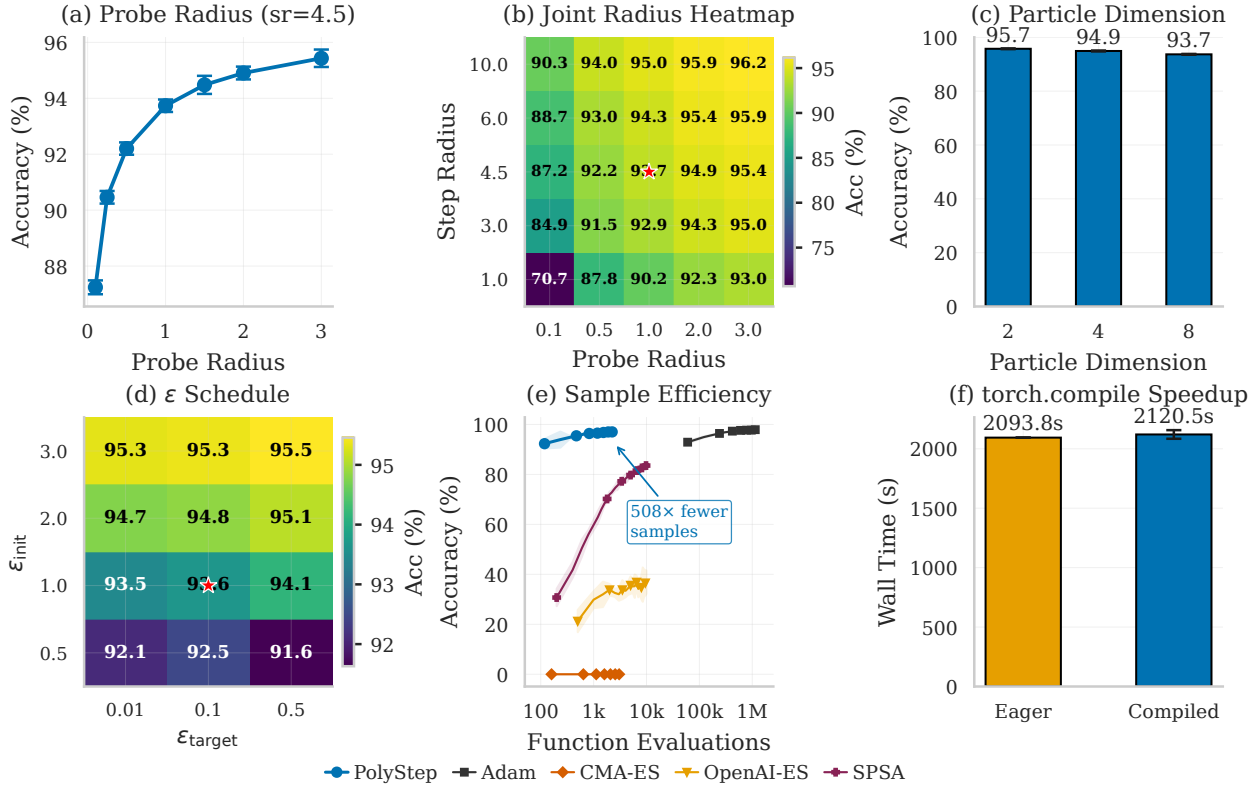 (a) Probe Radius (sr=4.5)
Accuracy (%)
96
94
92
90
88
0
1
2
3
Probe Radius
(b) Joint Radius Heatmap
Step Radius
10.0
90.3
94.0
95.0
95.9
96.2
6.0
88.7
93.0
94.3
95.4
95.9
4.5
87.2
92.2
94.9
95.4
3.0
84.9
91.5
92.9
94.3
95.0
1.0
70.7
87.8
90.2
92.3
93.0
0.1
0.5
1.0
2.0
3.0
Probe Radius
95
90
85
80
75
Acc (%)
(c) Particle Dimension
Accuracy (%)
100
80
60
40
20
0
95.7
94.9
93.7
2
4
8
Particle Dimension
(d) ε Schedule
ε_init
3.0
95.3
95.3
95.5
2.0
94.7
94.8
95.1
1.0
93.5
94.1
0.5
92.1
92.5
91.6
0.01
0.1
0.5
ε_target
95
94
93
92
Acc (%)
(e) Sample Efficiency
Accuracy (%)
100
80
60
40
20
0
508× fewer
samples
100
1k
10k
100k
1M
Function Evaluations
(f) torch.compile Speedup
Wall Time (s)
2000
1500
1000
500
0
2093.8s
2120.5s
Eager
Compiled
PolyStep
Adam
CMA-ES
OpenAI-ES
SPSA